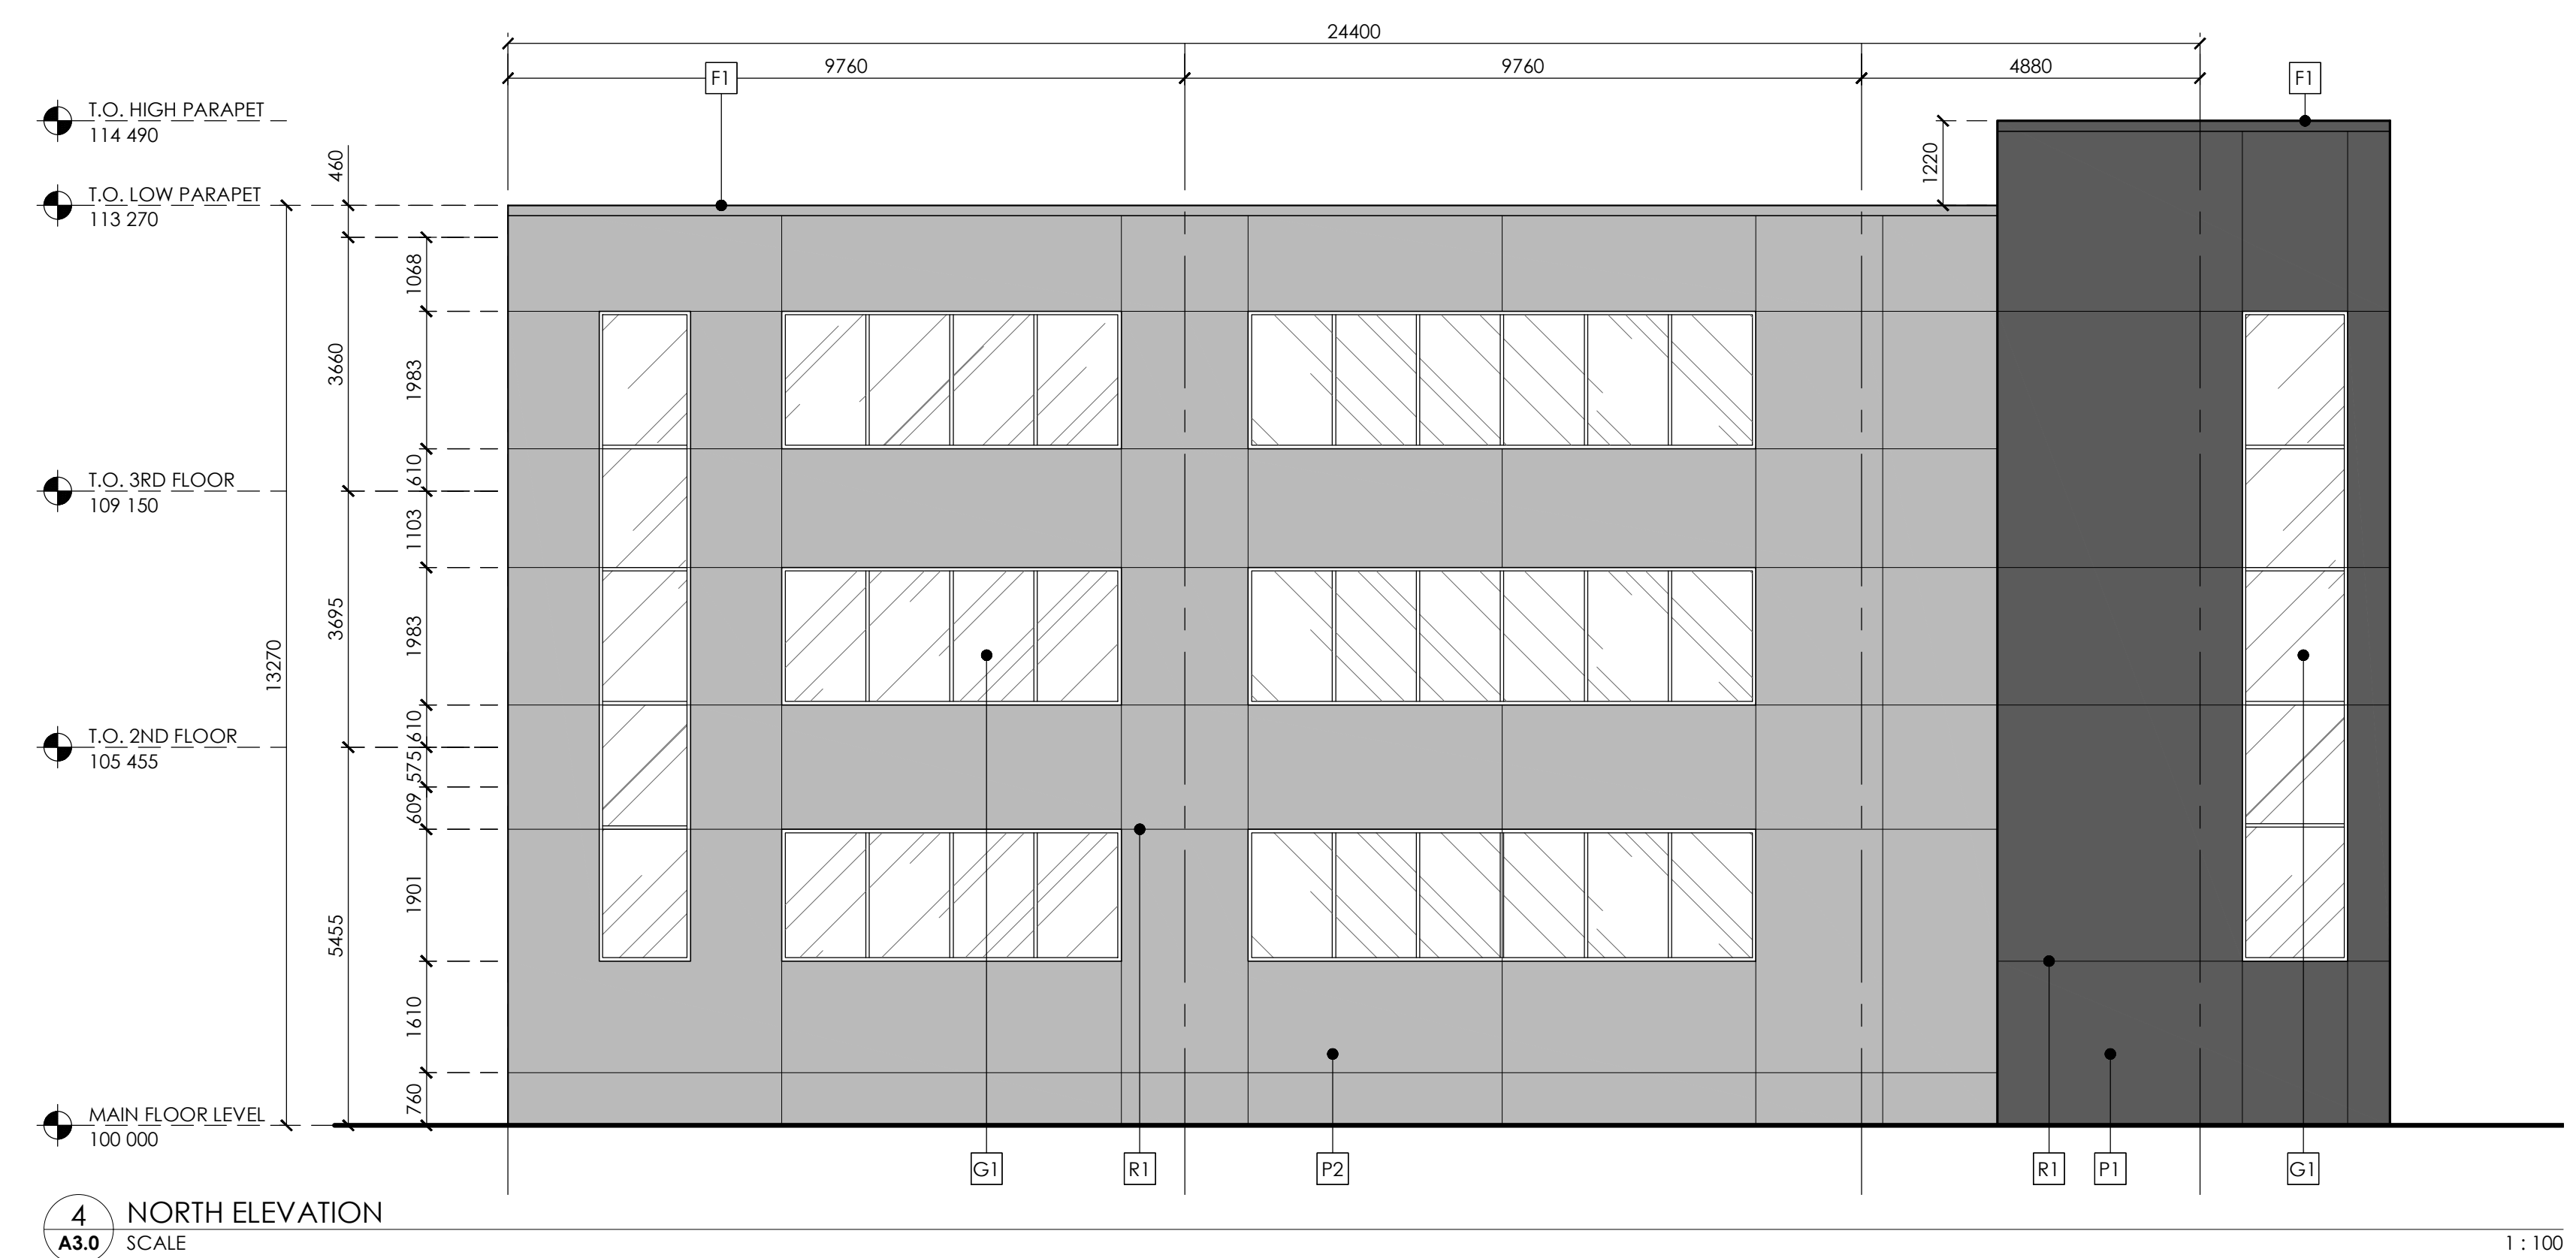 24400
9760
9760
4880
F1
F1
T.O. HIGH PARAPET
114 490
460
1220
T.O. LOW PARAPET
113 270
1068
3660
1983
T.O. 3RD FLOOR
109 150
610
1103
3695
1983
13270
T.O. 2ND FLOOR
105 455
610
575
609
1901
5455
1610
760
MAIN FLOOR LEVEL
100 000
G1
R1
P2
R1
P1
G1
4
NORTH ELEVATION
A3.0
SCALE
1 : 100